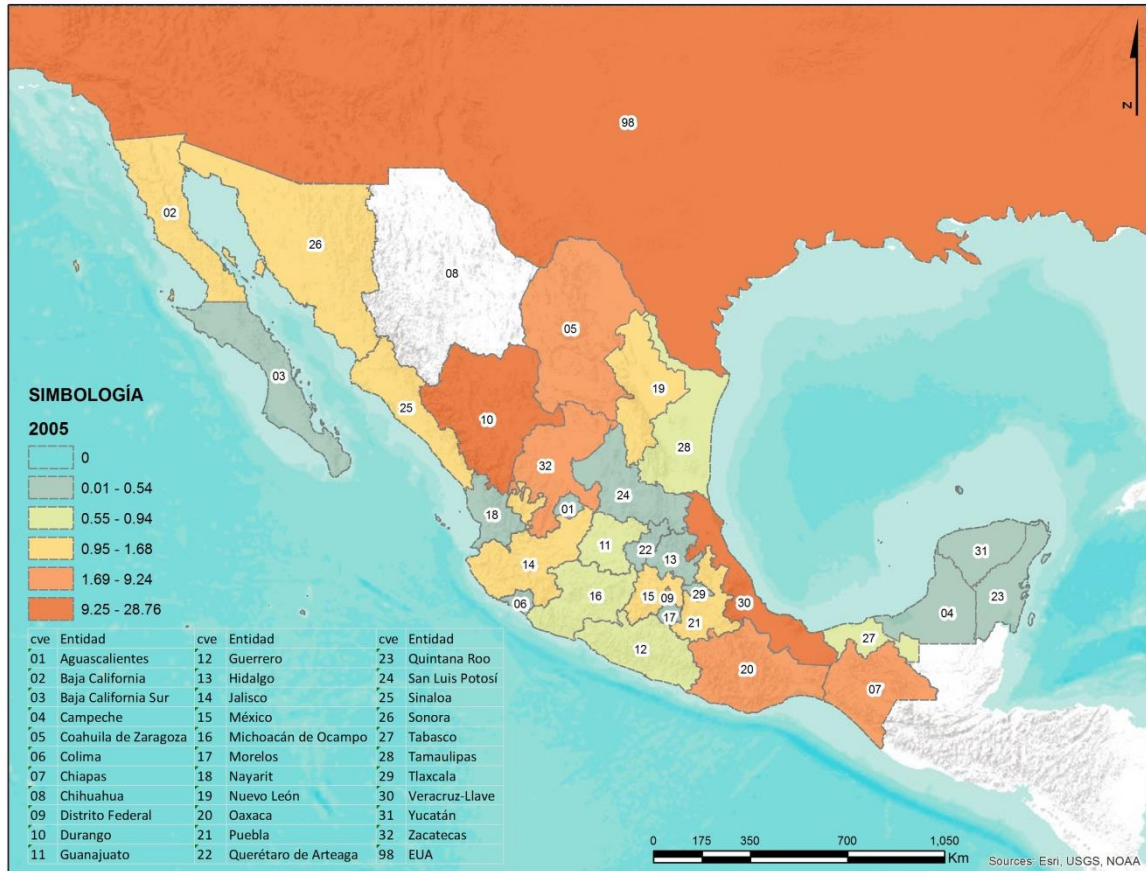 98
N
02
26
08
05
03
19
25
10
28
32
24
18
01
31
11
22
13
23
14
04
16
15
09
29
06
17
30
21
27
12
20
07
SIMBOLOGÍA
2005
0
0.01 - 0.54
0.55 - 0.94
0.95 - 1.68
1.69 - 9.24
9.25 - 28.76
cve Entidad cve Entidad cve Entidad
01 Aguascalientes 12 Guerrero 23 Quintana Roo
02 Baja California 13 Hidalgo 24 San Luis Potosí
03 Baja California Sur 14 Jalisco 25 Sinaloa
04 Campeche 15 México 26 Sonora
05 Coahuila de Zaragoza 16 Michoacán de Ocampo 27 Tabasco
06 Colima 17 Morelos 28 Tamaulipas
07 Chiapas 18 Nayarit 29 Tlaxcala
08 Chihuahua 19 Nuevo León 30 Veracruz-Llave
09 Distrito Federal 20 Oaxaca 31 Yucatán
10 Durango 21 Puebla 32 Zacatecas
11 Guanajuato 22 Querétaro de Arteaga 98 EUA
0 175 350 700 1,050
Km
Sources: Esri, USGS, NOAA